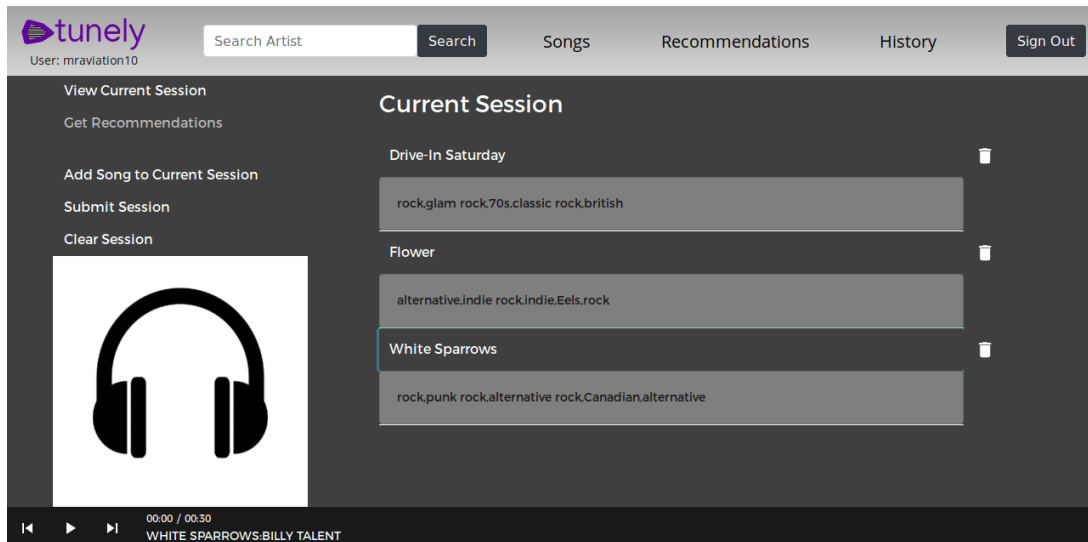 tunely
User: mraviation10
Search Artist
Search
Songs
Recommendations
History
Sign Out
View Current Session
Get Recommendations
Add Song to Current Session
Submit Session
Clear Session
Current Session
Drive-In Saturday
rock,glam rock,70s,classic rock,british
Flower
alternative,indie rock,indie,Eels,rock
White Sparrows
rock,punk rock,alternative rock,Canadian,alternative
00:00 / 00:30
WHITE SPARROWS:BILLY TALENT